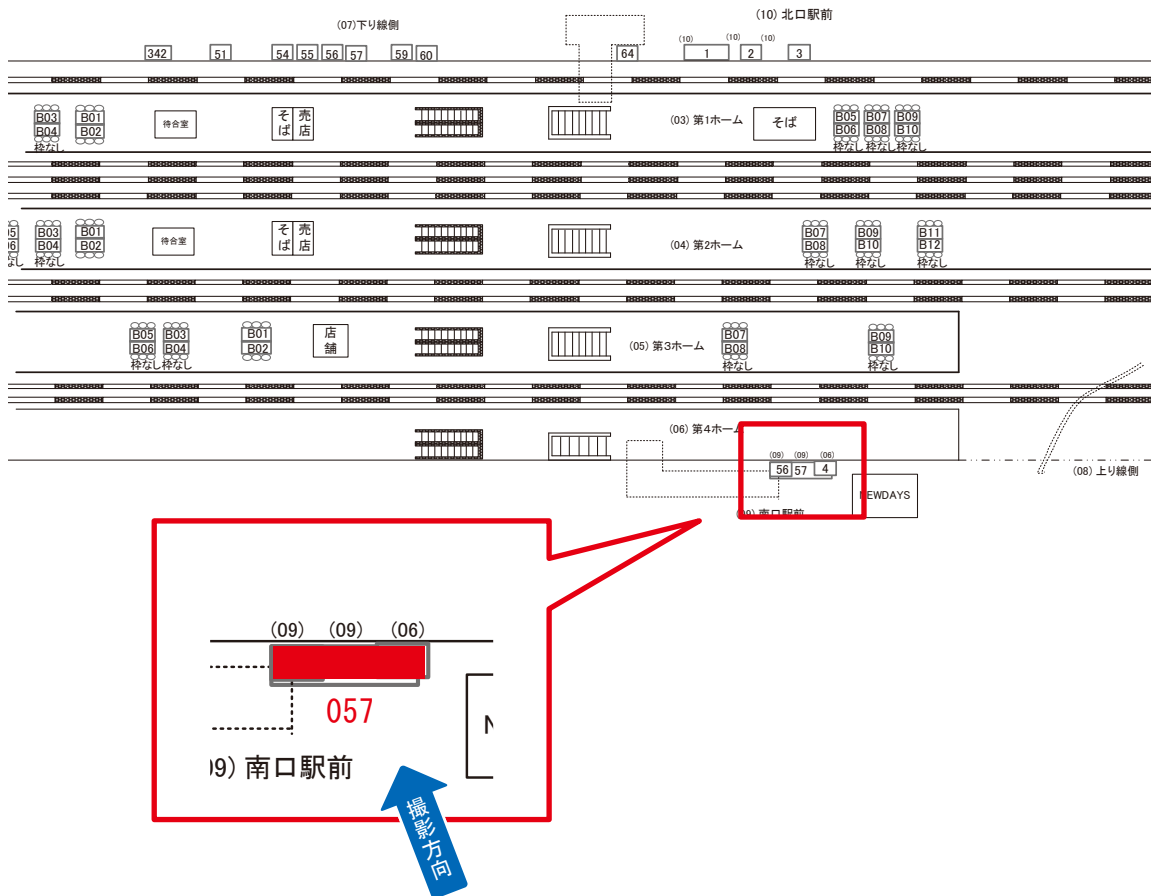 (10) 北口駅前
(07)下り線側
(10) (10) (10)
342 51 54 55 56 57 59 60 64 1 2 3
B03 B01 待合室 そば 売店 (03) 第1ホーム そば B05 B07 B09
B04 B02 B06 B08 B10
枠なし 枠なし 枠なし 枠なし
B03 B01 待合室 そば 売店 (04) 第2ホーム B07 B09 B11
B04 B02 B08 B10 B12
枠なし 枠なし 枠なし 枠なし
B05 B03 B01 店舗 (05) 第3ホーム B07 B09
B06 B04 B02 B08 B10
枠なし 枠なし 枠なし 枠なし
(06) 第4ホーム
(09) (09) (06)
56 57 4
(08) 上り線側
NEWDAYS
(09) 南口駅前
(09) (09) (06)
057
09) 南口駅前
撮影方向